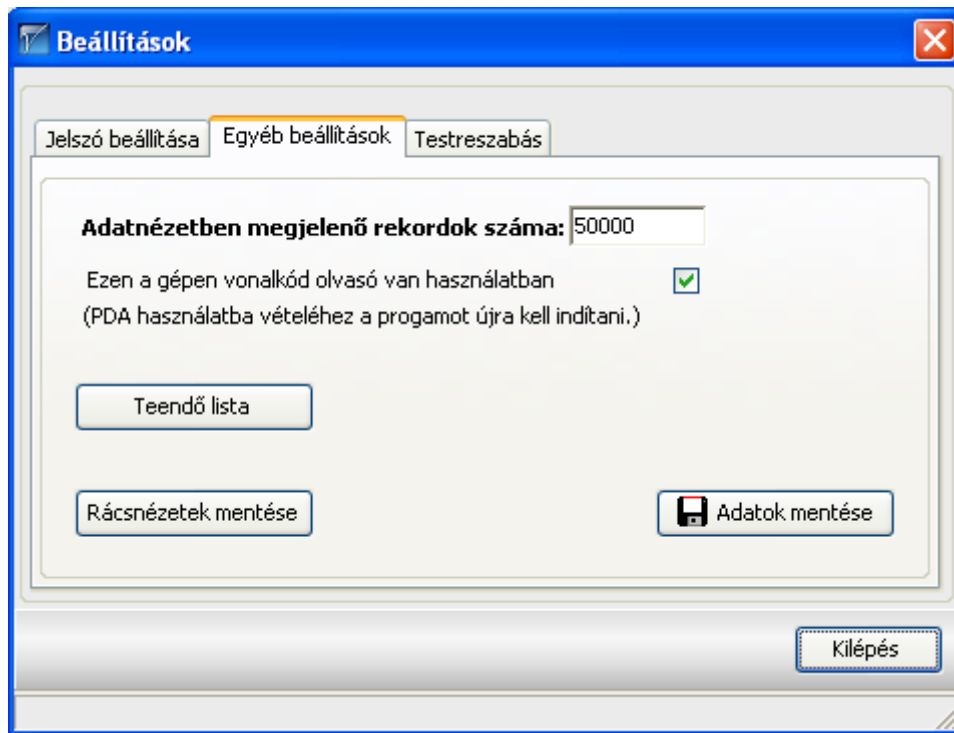 Beállítások
Jelszó beállítása Egyéb beállítások Testreszabás
Adatnézetben megjelenő rekordok száma: 50000
Ezen a gépen vonalkód olvasó van használatban
(PDA használatba vételéhez a progamot újra kell indítani.)
Teendő lista
Rácsnézetek mentése Adatok mentése
Kilépés